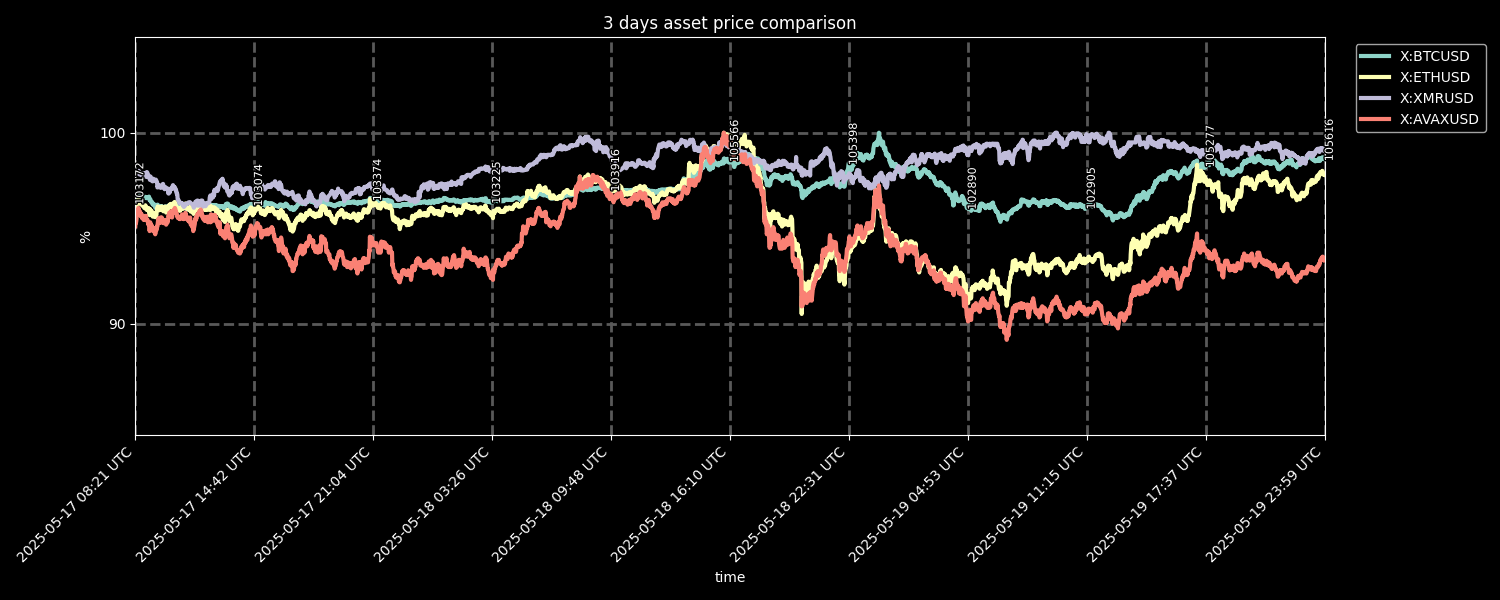 3 days asset price comparison
X:BTCUSD
X:ETHUSD
X:XMRUSD
X:AVAXUSD
100
90
%
103172
103074
103374
103225
103916
105566
105398
102890
102905
105277
105616
2025-05-17 08:21 UTC
2025-05-17 14:42 UTC
2025-05-17 21:04 UTC
2025-05-18 03:26 UTC
2025-05-18 09:48 UTC
2025-05-18 16:10 UTC
2025-05-18 22:31 UTC
2025-05-19 04:53 UTC
2025-05-19 11:15 UTC
2025-05-19 17:37 UTC
2025-05-19 23:59 UTC
time